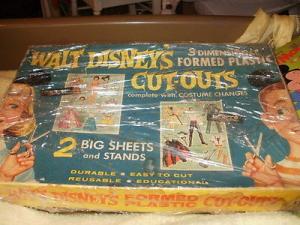 WALT DISNEY'S
3 DIMENSIONAL
FORMED PLASTIC
CUT-OUTS
complete with COSTUME CHANGES
2 BIG SHEETS
and STANDS
DURABLE • EASY TO CUT
REUSABLE • EDUCATIONAL
WALT DISNEY'S FORMED PLASTIC CUT-OUTS